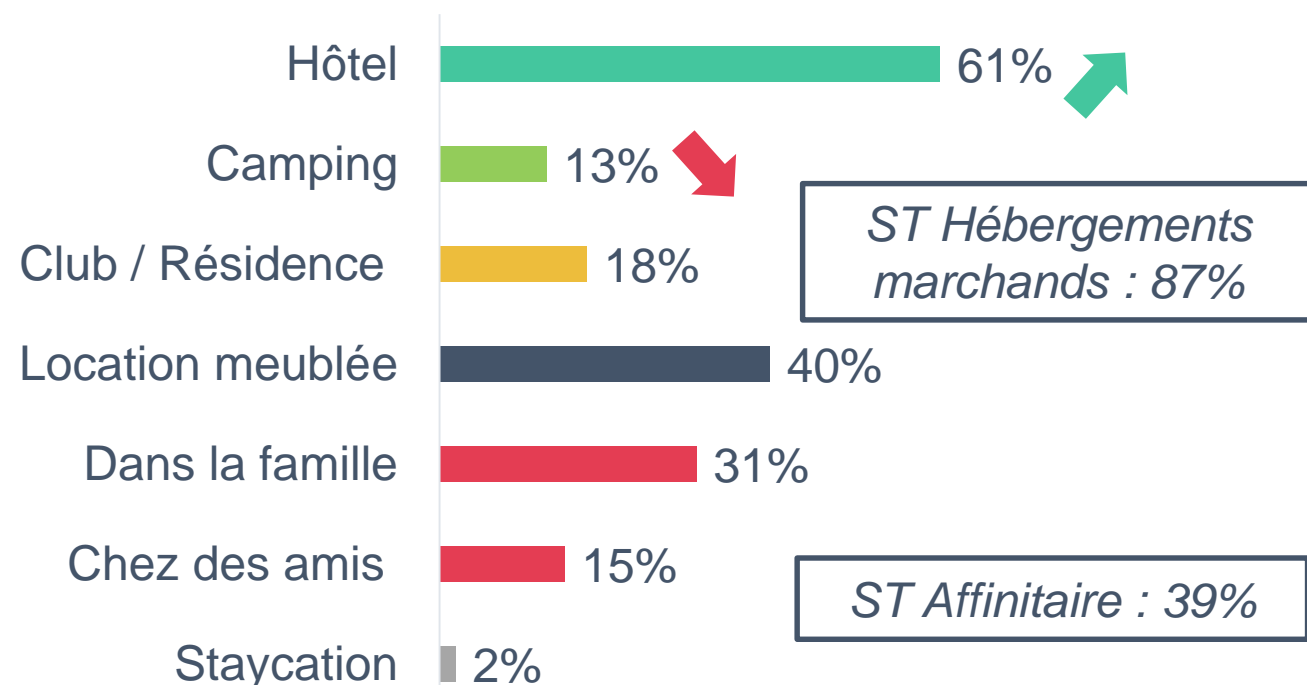 Hôtel 61%
Camping 13%
Club / Résidence 18%
ST Hébergements
marchands : 87%
Location meublée 40%
Dans la famille 31%
Chez des amis 15%
ST Affinitaire : 39%
Staycation 2%